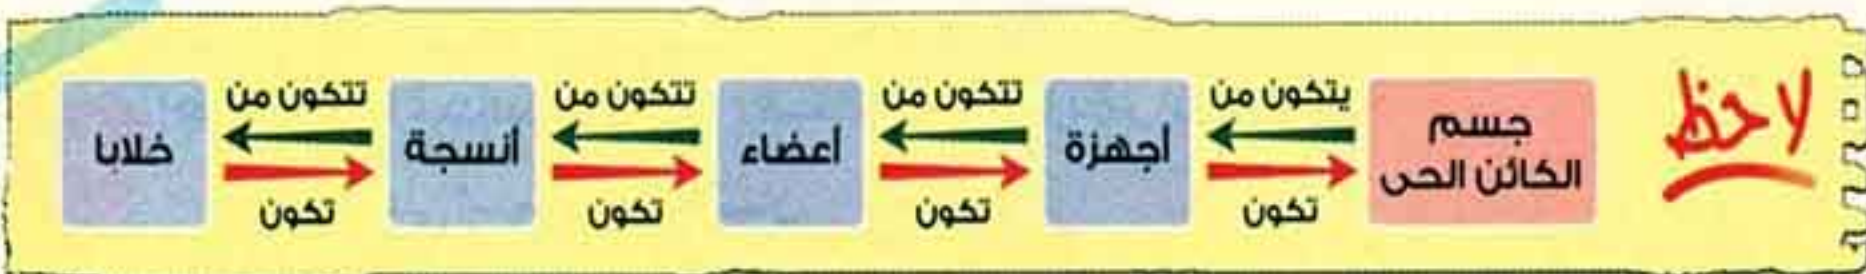 لاحظ
جسم
الكائن الحى
يتكون من
تكون
أجهزة
تتكون من
تكون
أعضاء
تتكون من
تكون
أنسجة
تتكون من
تكون
خلابا